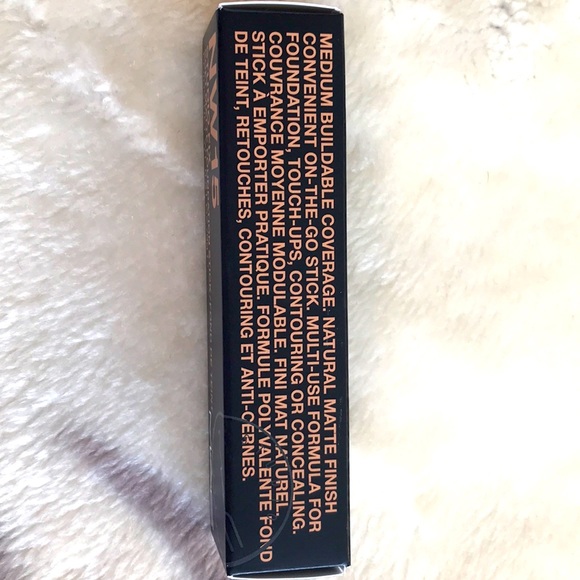 MEDIUM BUILDABLE COVERAGE. NATURAL MATTE FINISH
CONVENIENT ON-THE-GO STICK. MULTI-USE FORMULA FOR
FOUNDATION, TOUCH-UPS, CONTOURING OR CONCEALING.
COUVRANCE MOYENNE MODULABLE. FINI MAT NATUREL.
STICK À EMPORTER PRATIQUE. FORMULE POLYVALENTE FOND
DE TEINT, RETOUCHES, CONTOURING ET ANTI-CERNES.
NW15